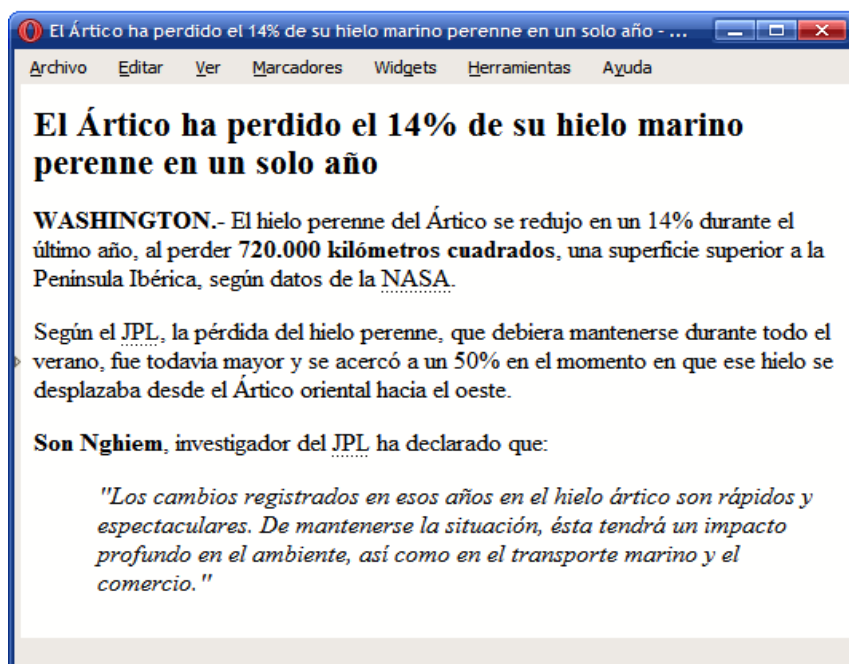 El Ártico ha perdido el 14% de su hielo marino perenne en un solo año - ...
Archivo Editar Ver Marcadores Widgets Herramientas Ayuda
El Ártico ha perdido el 14% de su hielo marino
perenne en un solo año
WASHINGTON.- El hielo perenne del Ártico se redujo en un 14% durante el
último año, al perder 720.000 kilómetros cuadrados, una superficie superior a la
Península Ibérica, según datos de la NASA.
Según el JPL, la pérdida del hielo perenne, que debiera mantenerse durante todo el
verano, fue todavía mayor y se acercó a un 50% en el momento en que ese hielo se
desplazaba desde el Ártico oriental hacia el oeste.
Son Nghiem, investigador del JPL ha declarado que:
"Los cambios registrados en esos años en el hielo ártico son rápidos y
espectaculares. De mantenerse la situación, ésta tendrá un impacto
profundo en el ambiente, así como en el transporte marino y el
comercio."